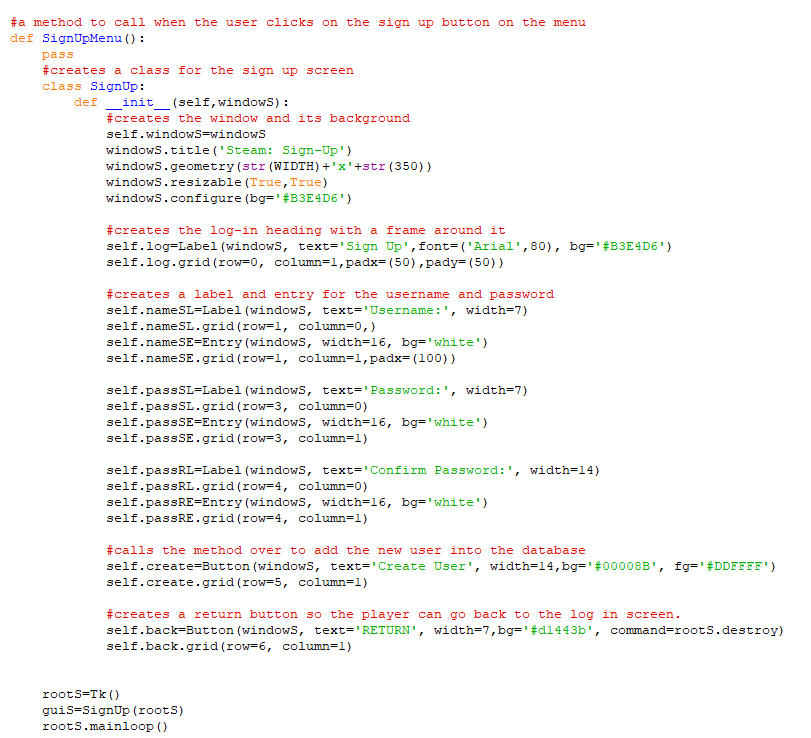 #a method to call when the user clicks on the sign up button on the menu
def SignUpMenu():
    pass
    #creates a class for the sign up screen
    class SignUp:
        def __init__(self,windowS):
            #creates the window and its background
            self.windowS=windowS
            windowS.title('Steam: Sign-Up')
            windowS.geometry(str(WIDTH)+'x'+str(350))
            windowS.resizable(True,True)
            windowS.configure(bg='#B3E4D6')

            #creates the log-in heading with a frame around it
            self.log=Label(windowS, text='Sign Up',font=('Arial',80), bg='#B3E4D6')
            self.log.grid(row=0, column=1,padx=(50),pady=(50))

            #creates a label and entry for the username and password
            self.nameSL=Label(windowS, text='Username:', width=7)
            self.nameSL.grid(row=1, column=0,)
            self.nameSE=Entry(windowS, width=16, bg='white')
            self.nameSE.grid(row=1, column=1,padx=(100))

            self.passSL=Label(windowS, text='Password:', width=7)
            self.passSL.grid(row=3, column=0)
            self.passSE=Entry(windowS, width=16, bg='white')
            self.passSE.grid(row=3, column=1)

            self.passRL=Label(windowS, text='Confirm Password:', width=14)
            self.passRL.grid(row=4, column=0)
            self.passRE=Entry(windowS, width=16, bg='white')
            self.passRE.grid(row=4, column=1)

            #calls the method over to add the new user into the database
            self.create=Button(windowS, text='Create User', width=14,bg='#00008B', fg='#DDFFFF')
            self.create.grid(row=5, column=1)

            #creates a return button so the player can go back to the log in screen.
            self.back=Button(windowS, text='RETURN', width=7,bg='#d1443b', command=rootS.destroy)
            self.back.grid(row=6, column=1)


    rootS=Tk()
    guiS=SignUp(rootS)
    rootS.mainloop()